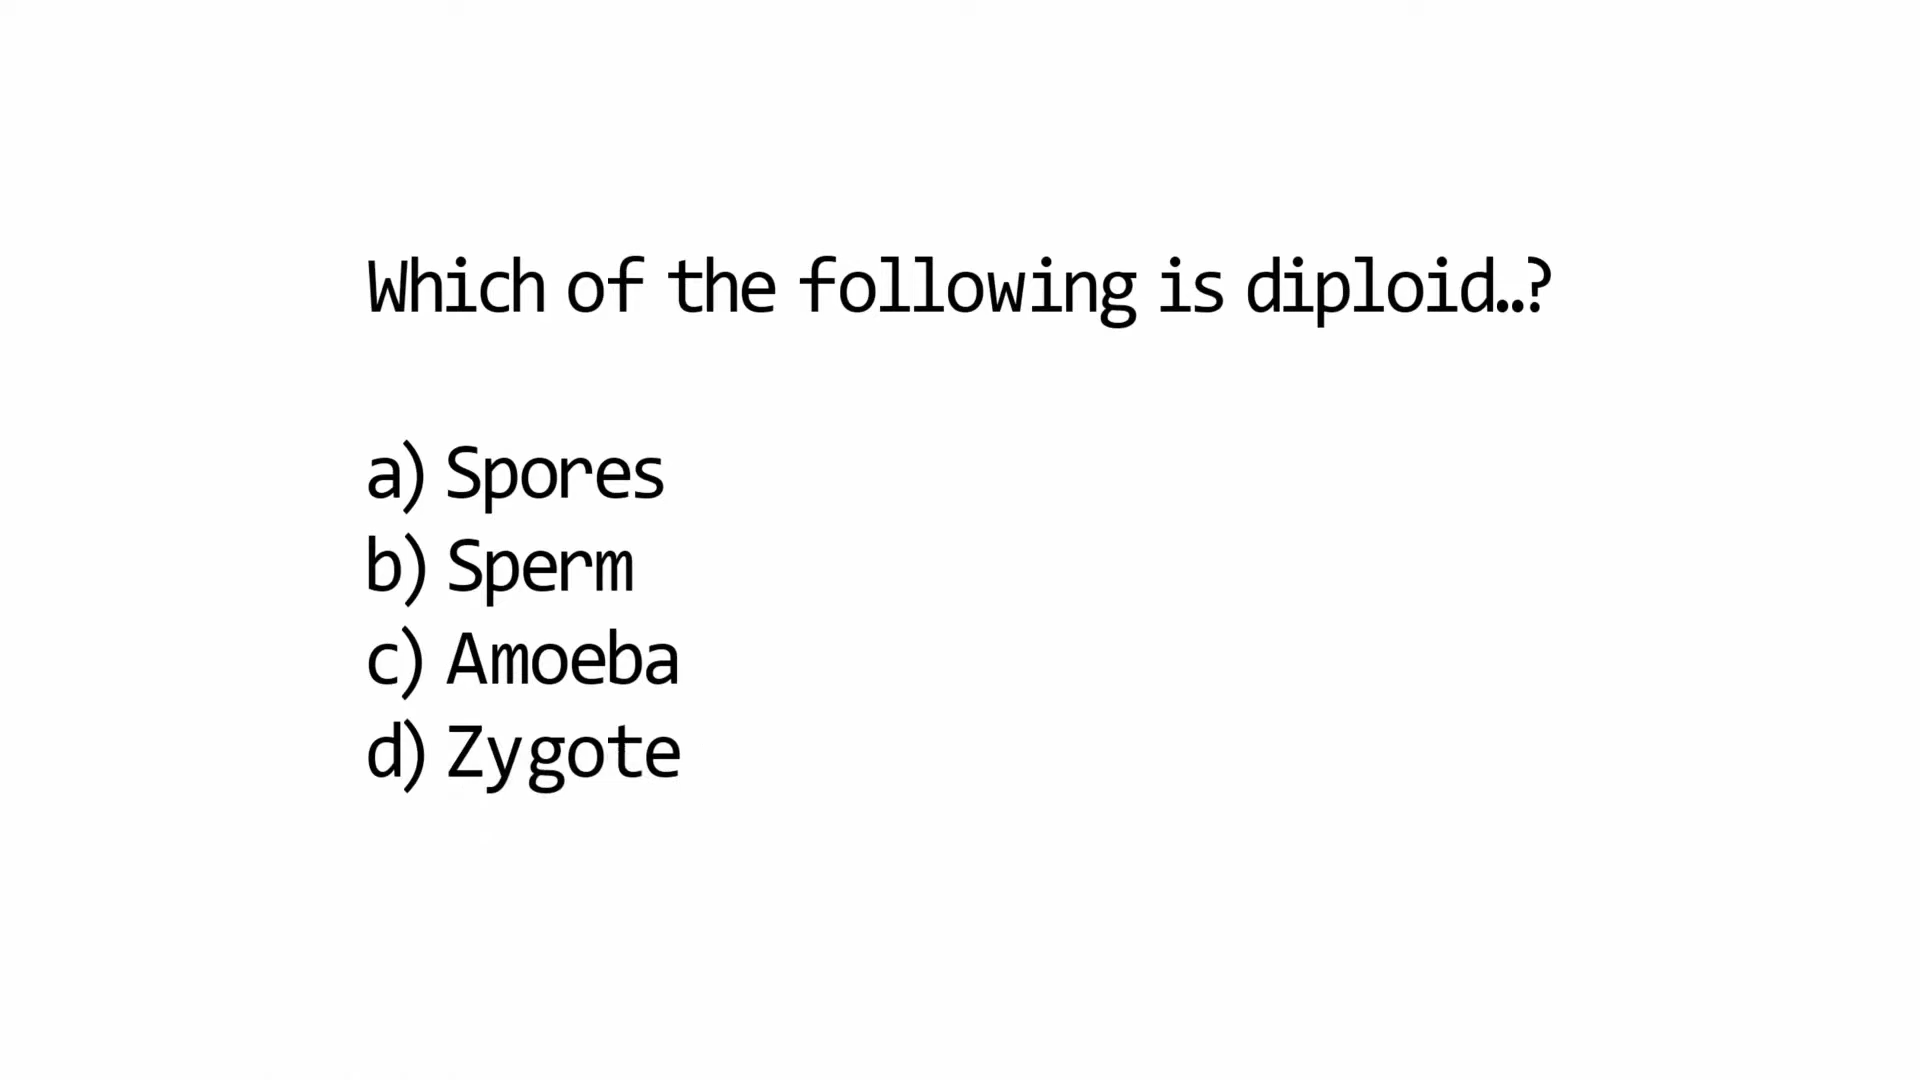 Which of the following is diploid..?
a) Spores
b) Sperm
c) Amoeba
d) Zygote